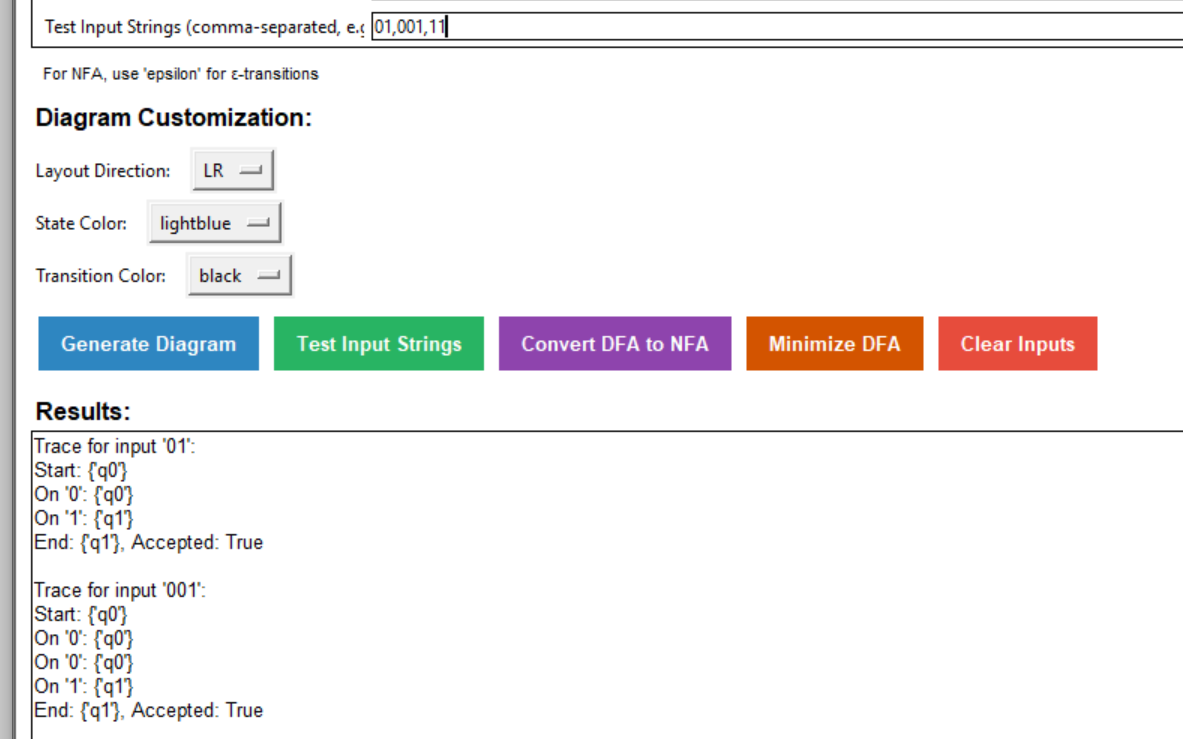 Test Input Strings (comma-separated, e.g 01,001,11
For NFA, use 'epsilon' for ε-transitions
Diagram Customization:
Layout Direction: LR
State Color: lightblue
Transition Color: black
Generate Diagram Test Input Strings Convert DFA to NFA Minimize DFA Clear Inputs
Results:
Trace for input '01':
Start: {'q0'}
On '0': {'q0'}
On '1': {'q1'}
End: {'q1'}, Accepted: True
Trace for input '001':
Start: {'q0'}
On '0': {'q0'}
On '0': {'q0'}
On '1': {'q1'}
End: {'q1'}, Accepted: True